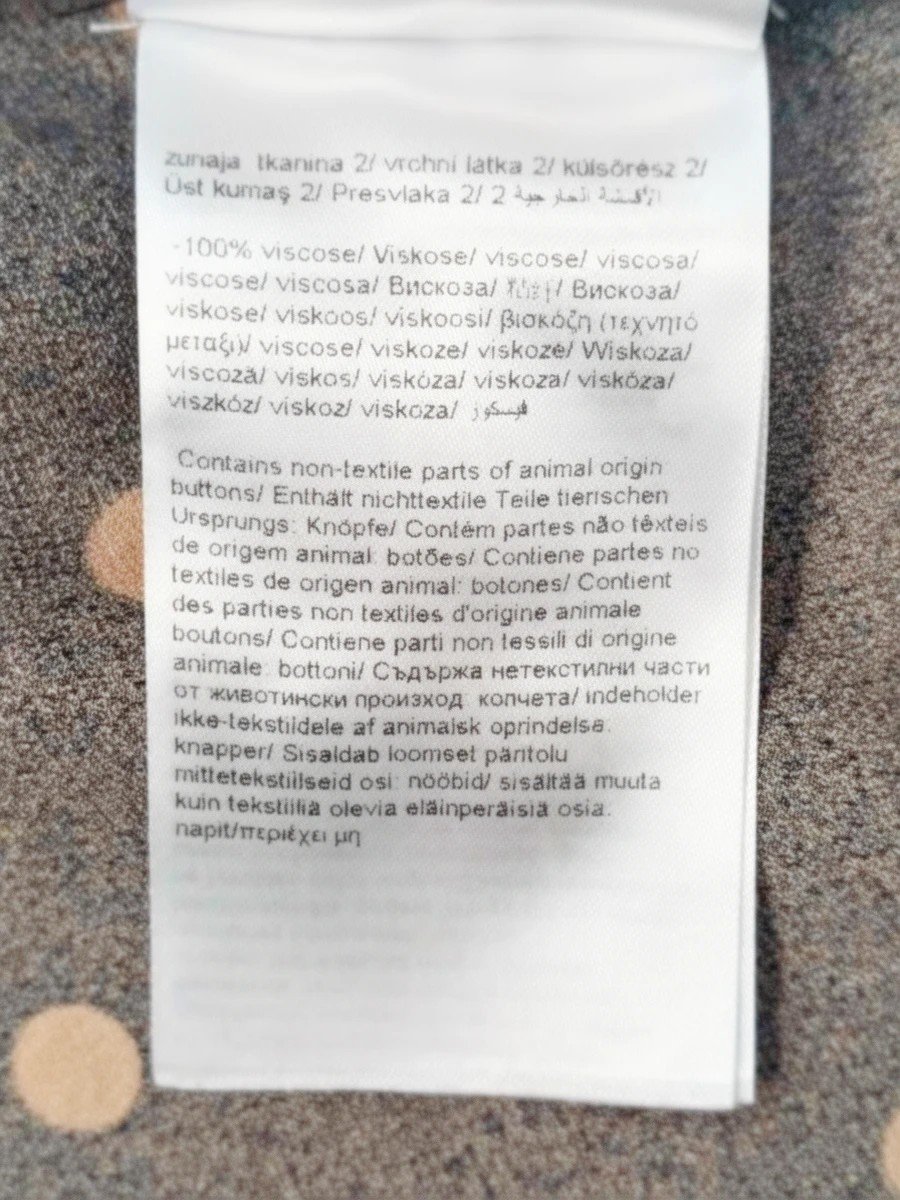 zunaja tkanina 2/ vrchní látka 2/ külsőrész 2/
Üst kumaş 2/ Presvlaka 2/ 2 الأقمشة الخارجية
-100% viscose/ Viskose/ viscose/ viscosa/
viscose/ viscosa/ Вискоза/ / Вискоза/
viskose/ viskoos/ viskoosi/ βισκόζη (τεχνητό
μεταξι)/ viscose/ viskoze/ viskozė/ Wiskoza/
viscoză/ viskos/ viskóza/ viskoza/ viskóza/
viszkóz/ viskoz/ viskoza/ فيسكوز
Contains non-textile parts of animal origin
buttons/ Enthält nichttextile Teile tierischen
Ursprungs: Knöpfe/ Contém partes não têxteis
de origem animal: botões/ Contiene partes no
textiles de origen animal: botones/ Contient
des parties non textiles d'origine animale
boutons/ Contiene parti non tessili di origine
animale: bottoni/ Съдържа нетекстилни части
от животински произход: копчета/ indeholder
ikke-tekstildele af animalsk oprindelse:
knapper/ Sisaldab loomset päritolu
mittetekstiilseid osi: nööbid/ sisältää muuta
kuin tekstiiliä olevia eläinperäisiä osia:
napit/περιέχει μη